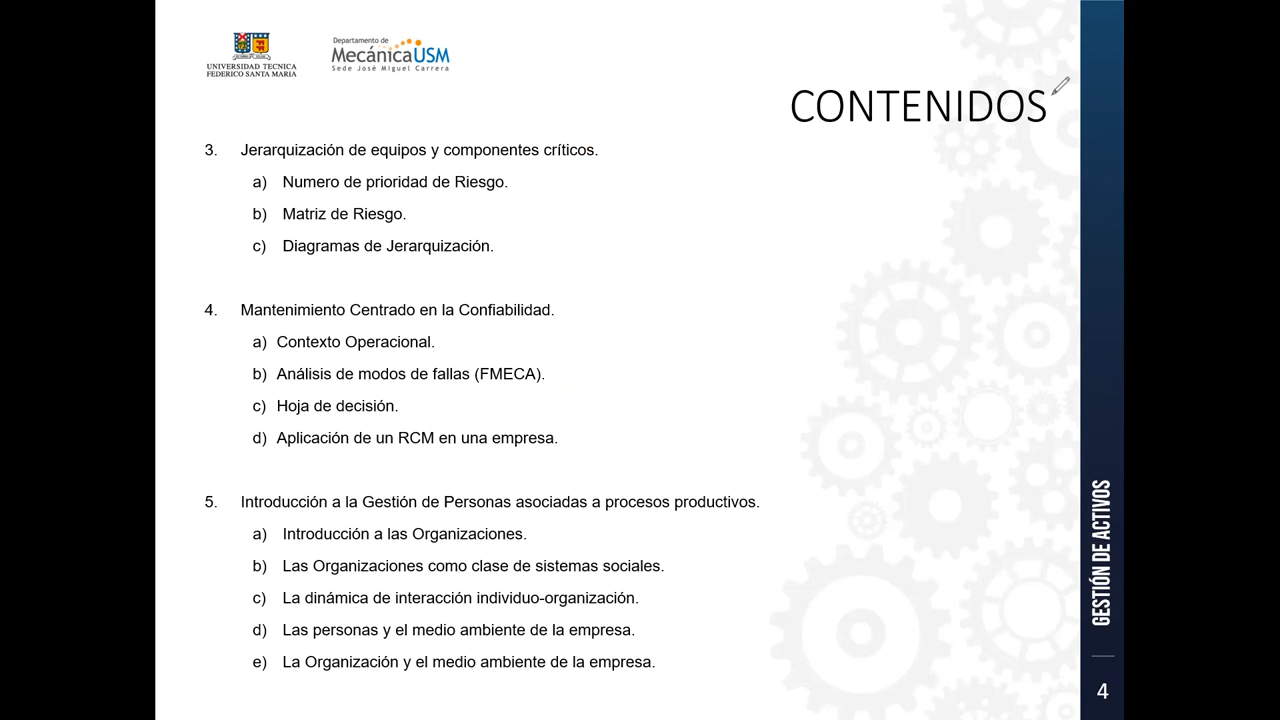 UNIVERSIDAD TECNICA
FEDERICO SANTA MARIA
Departamento de
MecánicaUSM
Sede José Miguel Carrera
CONTENIDOS
3. Jerarquización de equipos y componentes críticos.
a) Numero de prioridad de Riesgo.
b) Matriz de Riesgo.
c) Diagramas de Jerarquización.
4. Mantenimiento Centrado en la Confiabilidad.
a) Contexto Operacional.
b) Análisis de modos de fallas (FMECA).
c) Hoja de decisión.
d) Aplicación de un RCM en una empresa.
5. Introducción a la Gestión de Personas asociadas a procesos productivos.
a) Introducción a las Organizaciones.
b) Las Organizaciones como clase de sistemas sociales.
c) La dinámica de interacción individuo-organización.
d) Las personas y el medio ambiente de la empresa.
e) La Organización y el medio ambiente de la empresa.
GESTIÓN DE ACTIVOS
4